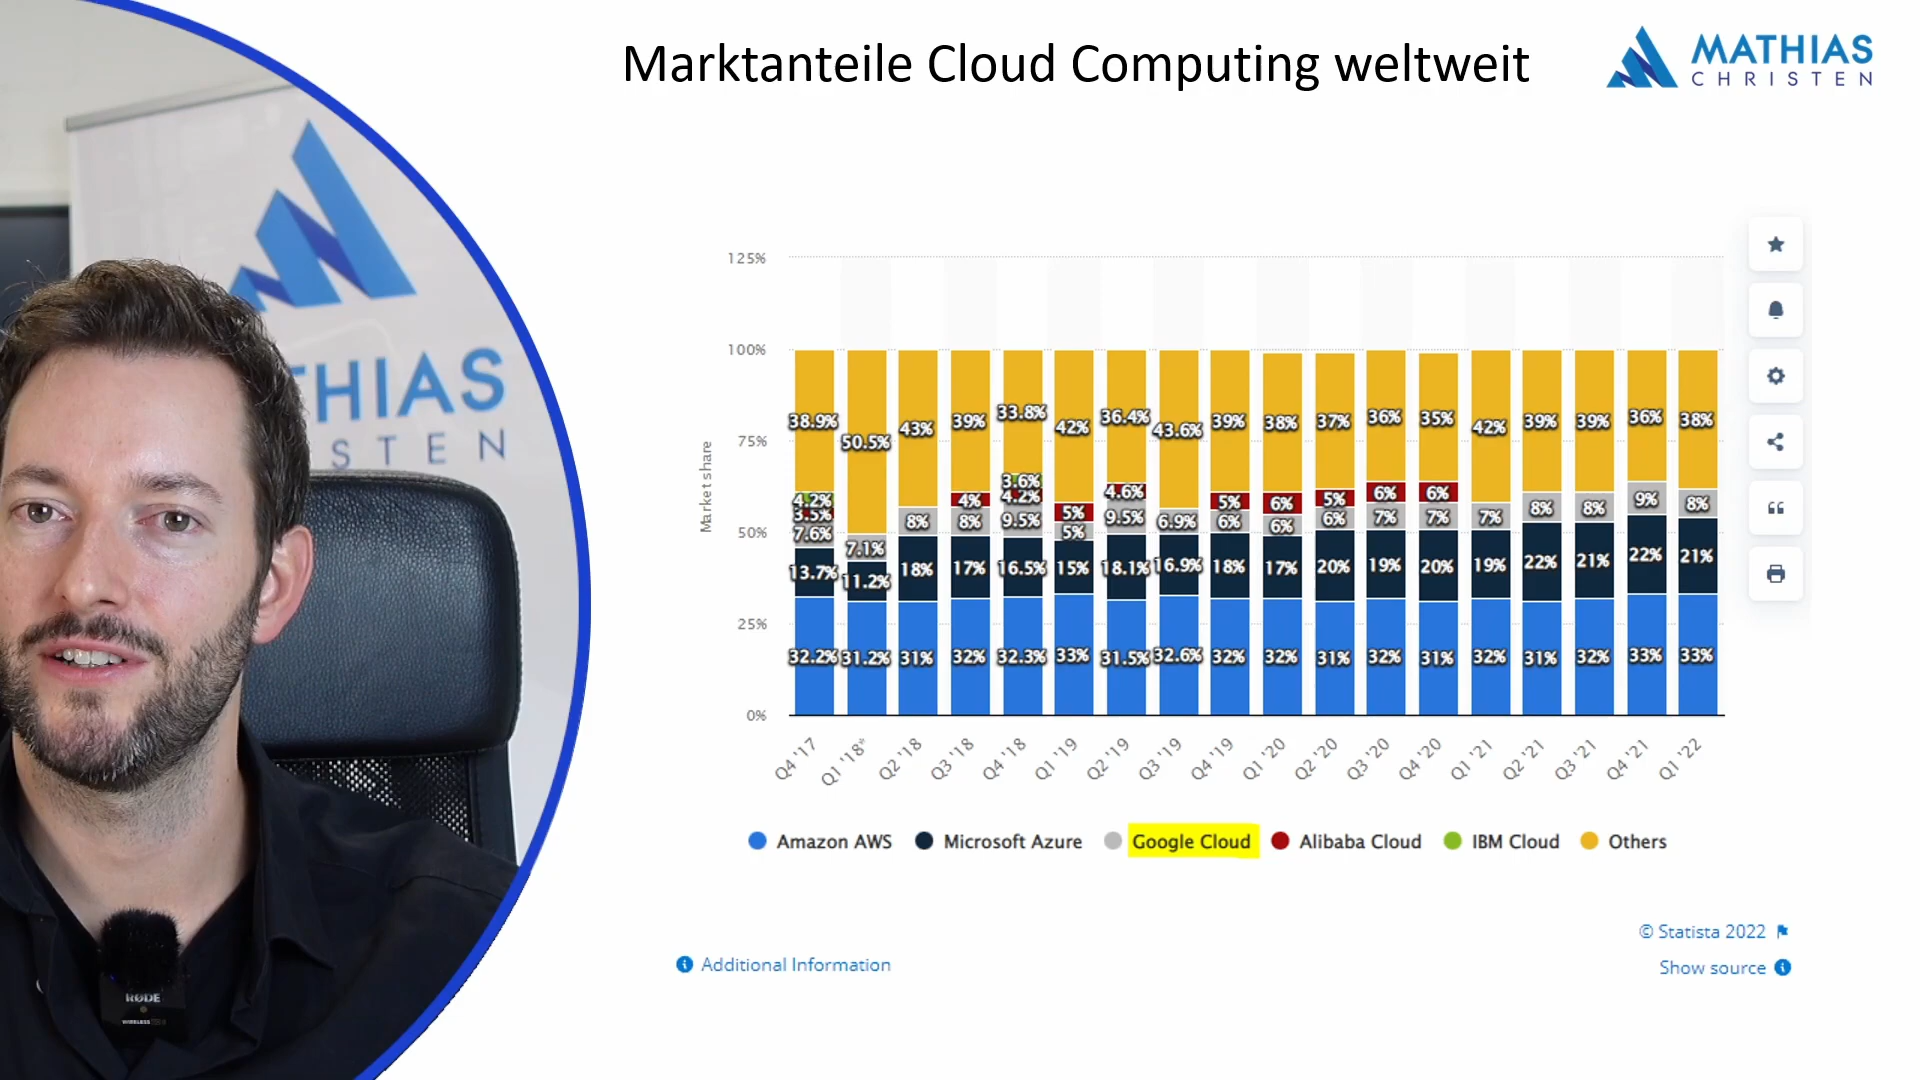 Marktanteile Cloud Computing weltweit
MATHIAS
CHRISTEN
THIAS
STEN
RØDE
WIRELESS
Market share
125%
100%
75%
50%
25%
0%
38.9% 50.5% 43% 39% 33.8% 42% 36.4% 43.6% 39% 38% 37% 36% 35% 42% 39% 39% 36% 38%
4.2% 3.6%
3.5% 4% 4.2% 5% 4.6% 5% 6% 5% 6% 6%
7.6% 7.1% 8% 8% 9.5% 5% 9.5% 6.9% 6% 6% 6% 7% 7% 7% 8% 8% 9% 8%
13.7% 11.2% 18% 17% 16.5% 15% 18.1% 16.9% 18% 17% 20% 19% 20% 19% 22% 21% 22% 21%
32.2% 31.2% 31% 32% 32.3% 33% 31.5% 32.6% 32% 32% 31% 32% 31% 32% 31% 32% 33% 33%
Q4 '17 Q1 '18* Q2 '18 Q3 '18 Q4 '18 Q1 '19 Q2 '19 Q3 '19 Q4 '19 Q1 '20 Q2 '20 Q3 '20 Q4 '20 Q1 '21 Q2 '21 Q3 '21 Q4 '21 Q1 '22
Amazon AWS Microsoft Azure Google Cloud Alibaba Cloud IBM Cloud Others
© Statista 2022
Additional Information
Show source